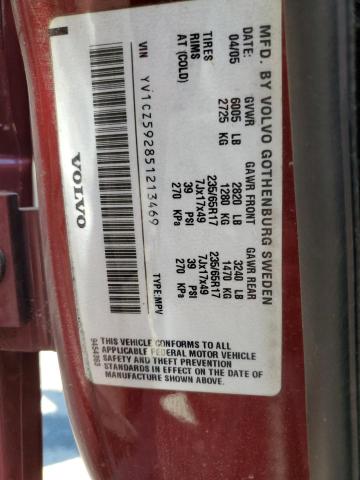 MFD. BY VOLVO GOTHENBURG SWEDEN
04/05 GVWR GAWR FRONT GAWR REAR
6005 LB 2820 LB 3240 LB
2725 KG 1280 KG 1470 KG
TIRES 235/65R17 235/65R17
RIMS 7Jx17x49 7Jx17x49
AT (COLD) 39 PSI 39 PSI
270 KPa 270 KPa
VIN YV1CZ592851213469 TYPE:MPV
VOLVO
THIS VEHICLE CONFORMS TO ALL
APPLICABLE FEDERAL MOTOR VEHICLE
SAFETY AND THEFT PREVENTION
STANDARDS IN EFFECT ON THE DATE OF
MANUFACTURE SHOWN ABOVE.